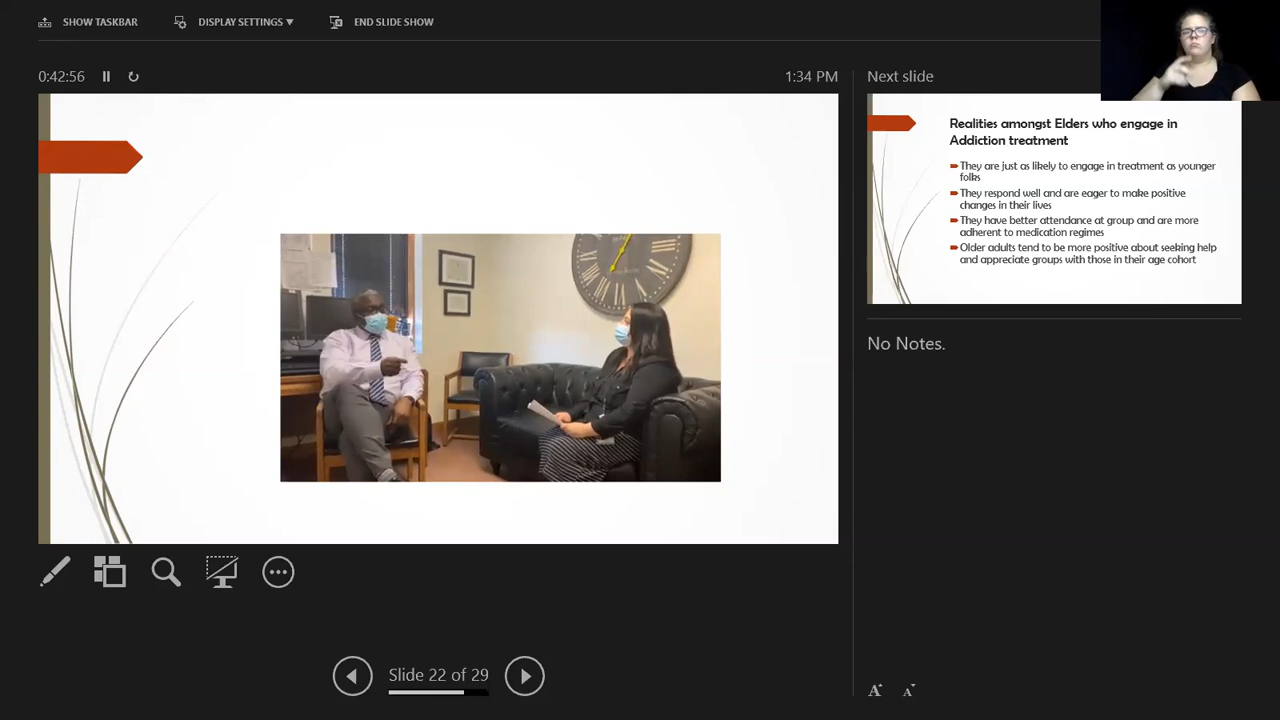 SHOW TASKBAR
DISPLAY SETTINGS
END SLIDE SHOW
0:42:56
1:34 PM
Next slide
Realities amongst Elders who engage in
Addiction treatment
They are just as likely to engage in treatment as younger
folks
They respond well and are eager to make positive
changes in their lives
They have better attendance at group and are more
adherent to medication regimes
Older adults tend to be more positive about seeking help
and appreciate groups with those in their age cohort
No Notes.
Slide 22 of 29
A A